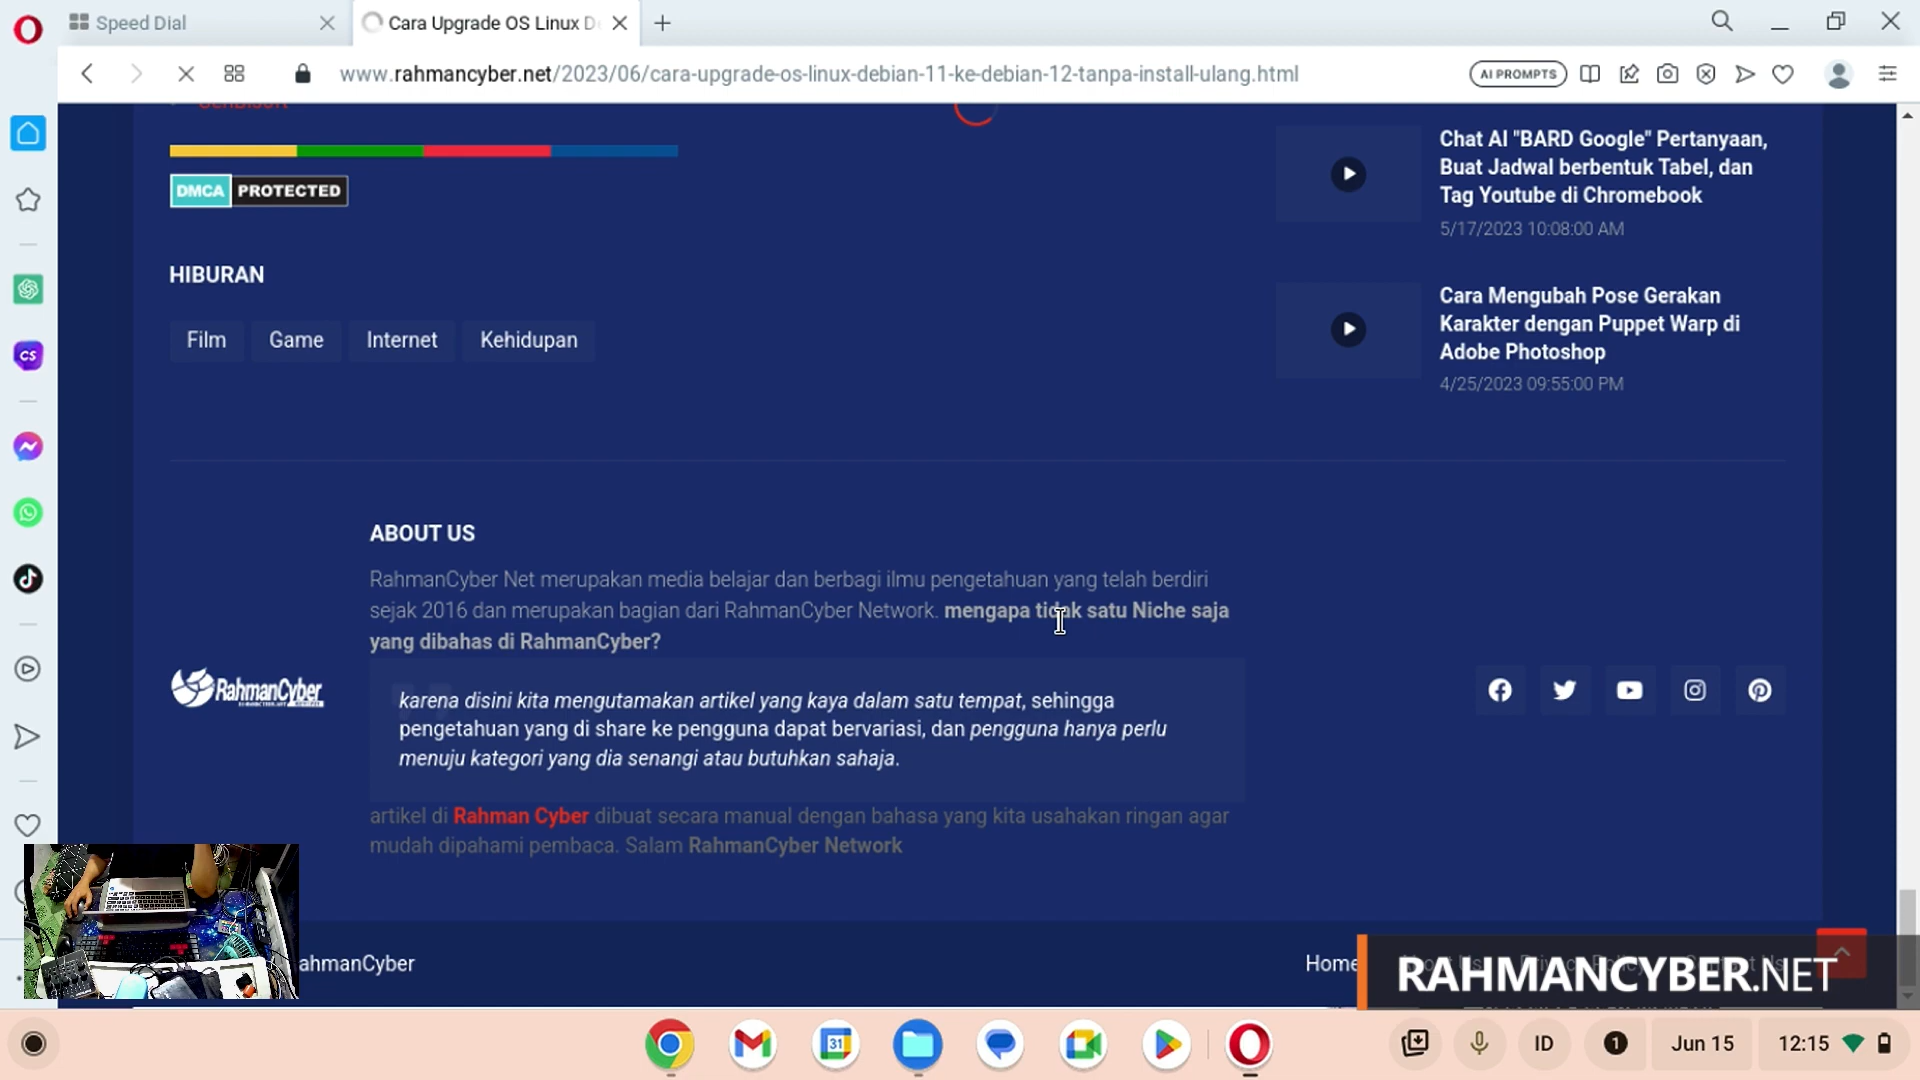 Speed Dial
Cara Upgrade OS Linux D
www.rahmancyber.net/2023/06/cara-upgrade-os-linux-debian-11-ke-debian-12-tanpa-install-ulang.html
AI PROMPTS
DMCA PROTECTED
HIBURAN
Film
Game
Internet
Kehidupan
Chat AI "BARD Google" Pertanyaan,
Buat Jadwal berbentuk Tabel, dan
Tag Youtube di Chromebook
5/17/2023 10:08:00 AM
Cara Mengubah Pose Gerakan
Karakter dengan Puppet Warp di
Adobe Photoshop
4/25/2023 09:55:00 PM
ABOUT US
RahmanCyber Net merupakan media belajar dan berbagi ilmu pengetahuan yang telah berdiri
sejak 2016 dan merupakan bagian dari RahmanCyber Network. mengapa tidak satu Niche saja
yang dibahas di RahmanCyber?
RahmanCyber
karena disini kita mengutamakan artikel yang kaya dalam satu tempat, sehingga
pengetahuan yang di share ke pengguna dapat bervariasi, dan pengguna hanya perlu
menuju kategori yang dia senangi atau butuhkan sahaja.
artikel di Rahman Cyber dibuat secara manual dengan bahasa yang kita usahakan ringan agar
mudah dipahami pembaca. Salam RahmanCyber Network
ahmanCyber
Home
RAHMANCYBER.NET
CS
31
ID
1
Jun 15
12:15